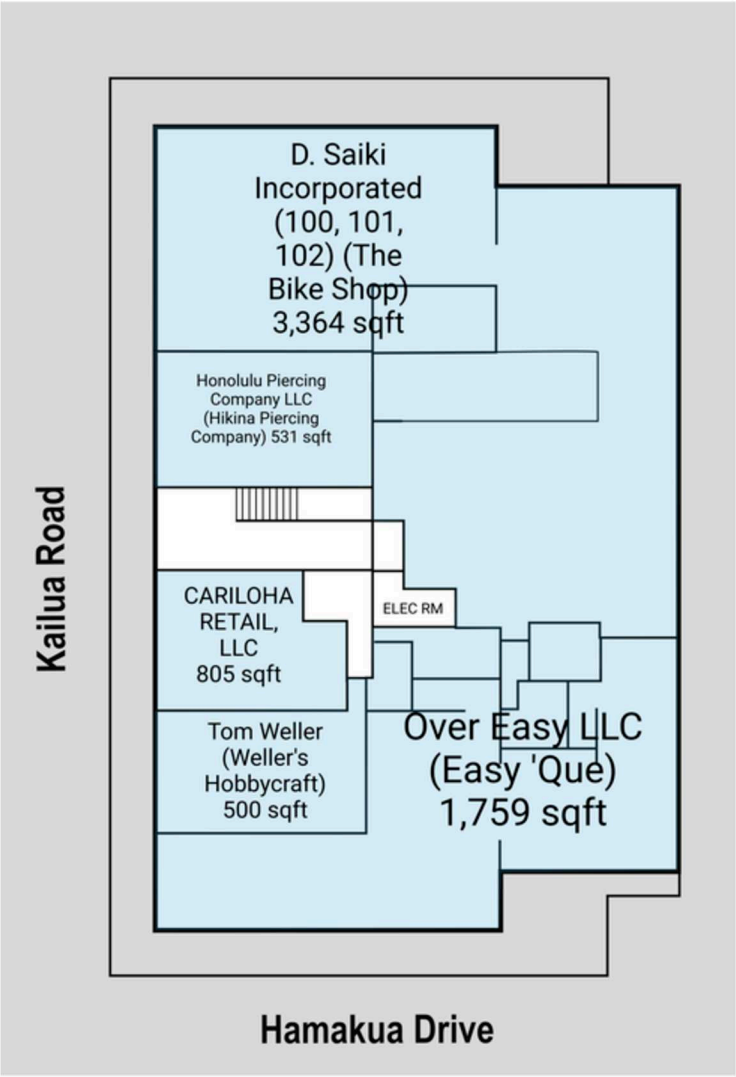 D. Saiki
Incorporated
(100, 101,
102) (The
Bike Shop)
3,364 sqft
Honolulu Piercing
Company LLC
(Hikina Piercing
Company) 531 sqft
ELEC RM
CARILOHA
RETAIL,
LLC
805 sqft
Tom Weller
(Weller's
Hobbycraft)
500 sqft
Over Easy LLC
(Easy 'Que)
1,759 sqft
Kailua Road
Hamakua Drive